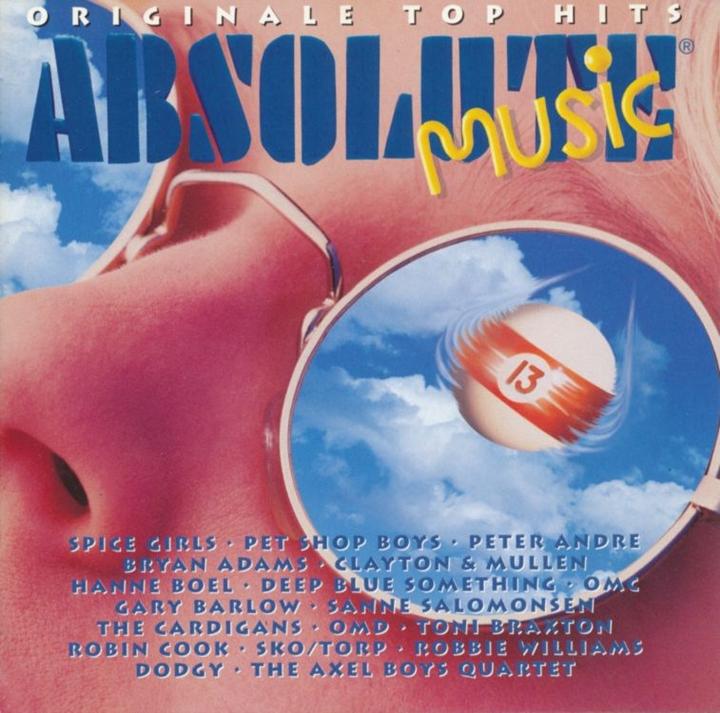 ORIGINALE TOP HITS
ABSOLUTE®
MUSIC
13
SPICE GIRLS · PET SHOP BOYS · PETER ANDRE
BRYAN ADAMS · CLAYTON & MULLEN
HANNE BOEL · DEEP BLUE SOMETHING · OMC
GARY BARLOW · SANNE SALOMONSEN
THE CARDIGANS · OMD · TONI BRAXTON
ROBIN COOK · SKO/TORP · ROBBIE WILLIAMS
DODGY · THE AXEL BOYS QUARTET